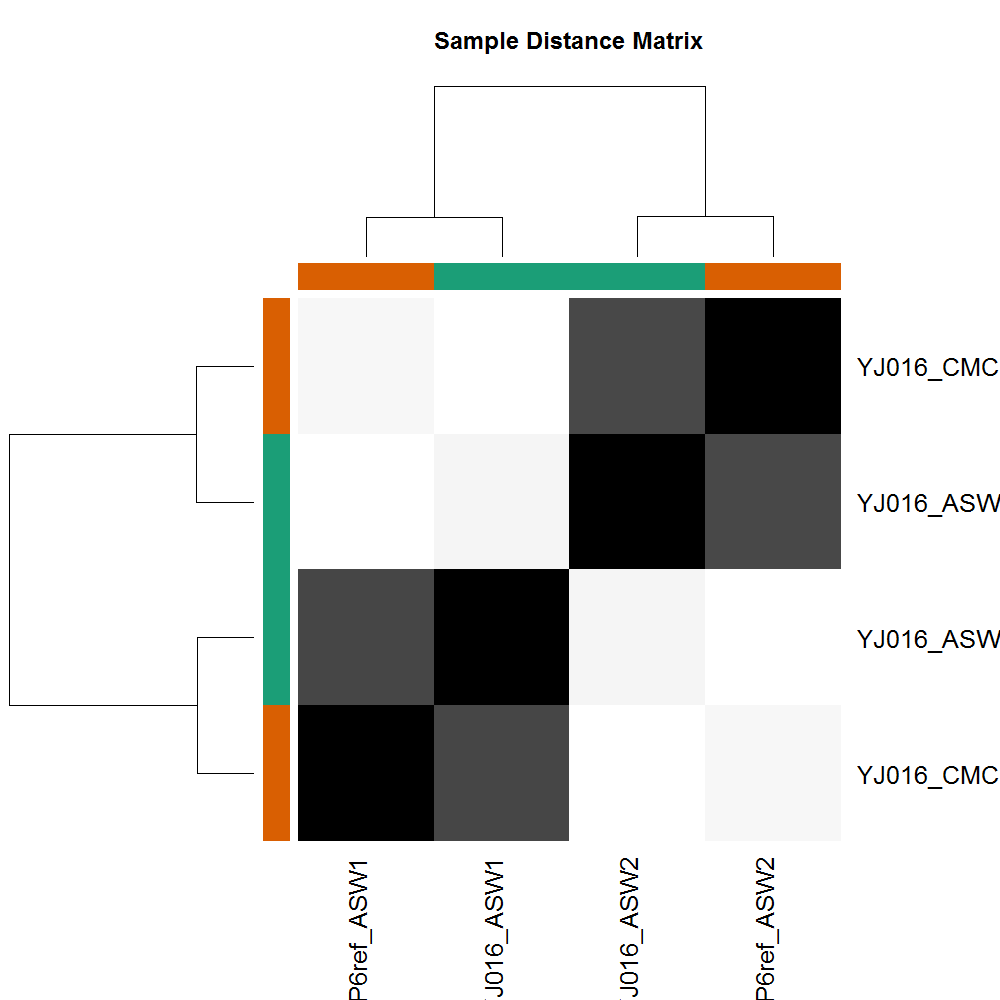 Sample Distance Matrix
YJ016_CMC
YJ016_ASW
YJ016_ASW
YJ016_CMC
P6ref_ASW1
J016_ASW1
J016_ASW2
P6ref_ASW2